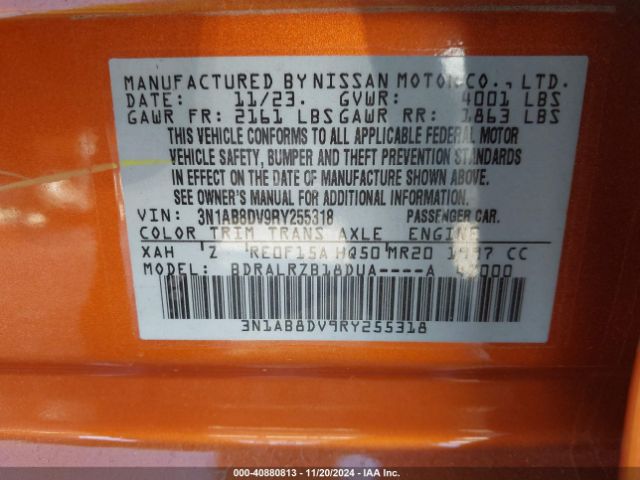 MANUFACTURED BY NISSAN MOTOR CO., LTD.
DATE: 11/23. GVWR: 4001 LBS
GAWR FR: 2161 LBS GAWR RR: 1863 LBS
THIS VEHICLE CONFORMS TO ALL APPLICABLE FEDERAL MOTOR
VEHICLE SAFETY, BUMPER AND THEFT PREVENTION STANDARDS
IN EFFECT ON THE DATE OF MANUFACTURE SHOWN ABOVE.
SEE OWNER'S MANUAL FOR ADDITIONAL INFORMATION.
VIN: 3N1AB8DV9RY255318 PASSENGER CAR.
COLOR TRIM TRANS AXLE ENGINE
XAH Z RE0F15A HQ50 MR20 1997 CC
MODEL: BDRALRZB18DUA----A
3N1AB8DV9RY255318
000-40880813 - 11/20/2024 - IAA Inc.